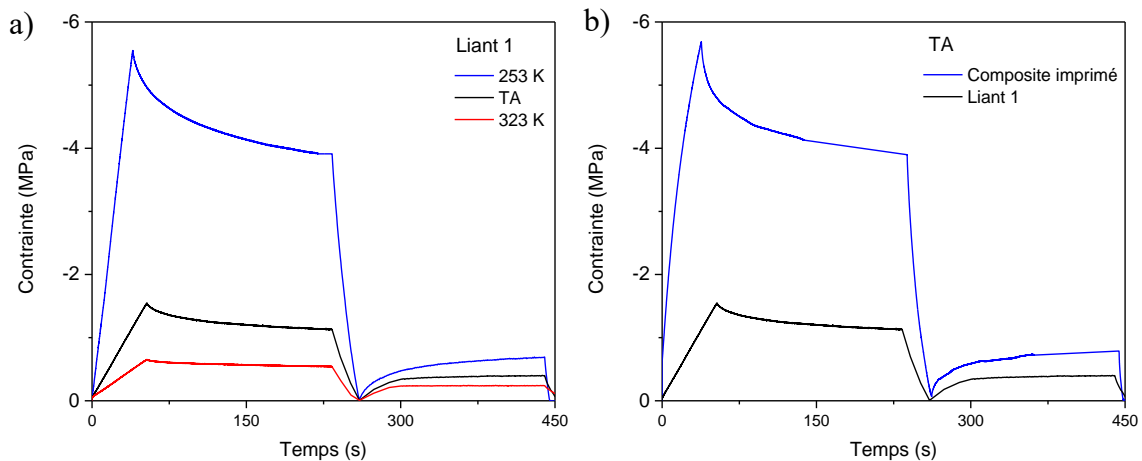 a)
Liant 1
253 K
TA
323 K
Contrainte (MPa)
-6
-4
-2
0
0
150
300
450
Temps (s)
b)
TA
Composite imprimé
Liant 1
Contrainte (MPa)
-6
-4
-2
0
0
150
300
450
Temps (s)